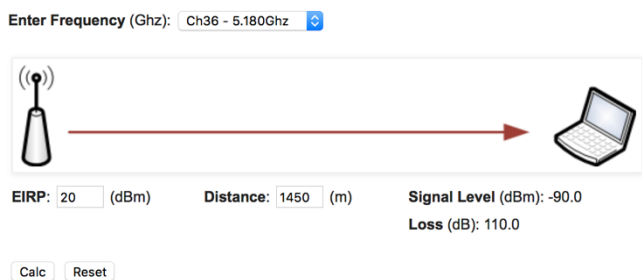 Enter Frequency (Ghz): Ch36 - 5.180Ghz
EIRP: 20 (dBm) Distance: 1450 (m) Signal Level (dBm): -90.0
Loss (dB): 110.0
Calc Reset